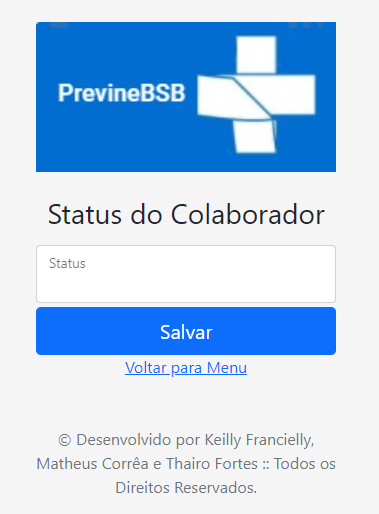 PrevineBSB
Status do Colaborador
Status
Salvar
Voltar para Menu
© Desenvolvido por Keilly Francielly,
Matheus Corrêa e Thairo Fortes :: Todos os
Direitos Reservados.